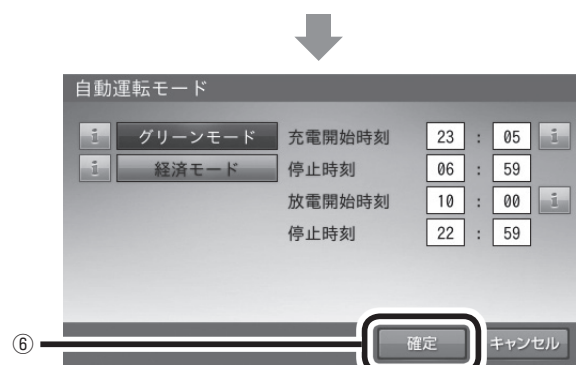 自動運転モード
i グリーンモード 充電開始時刻 23 : 05 i
i 経済モード 停止時刻 06 : 59
放電開始時刻 10 : 00 i
停止時刻 22 : 59
⑥ 確定 キャンセル